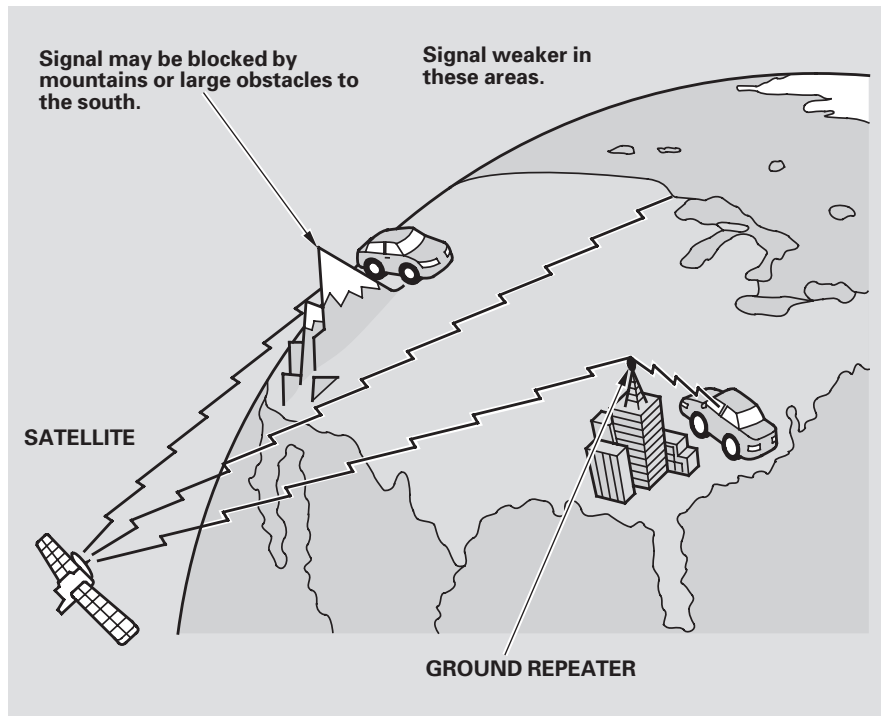 Signal may be blocked by
mountains or large obstacles to
the south.
Signal weaker in
these areas.
SATELLITE
GROUND REPEATER